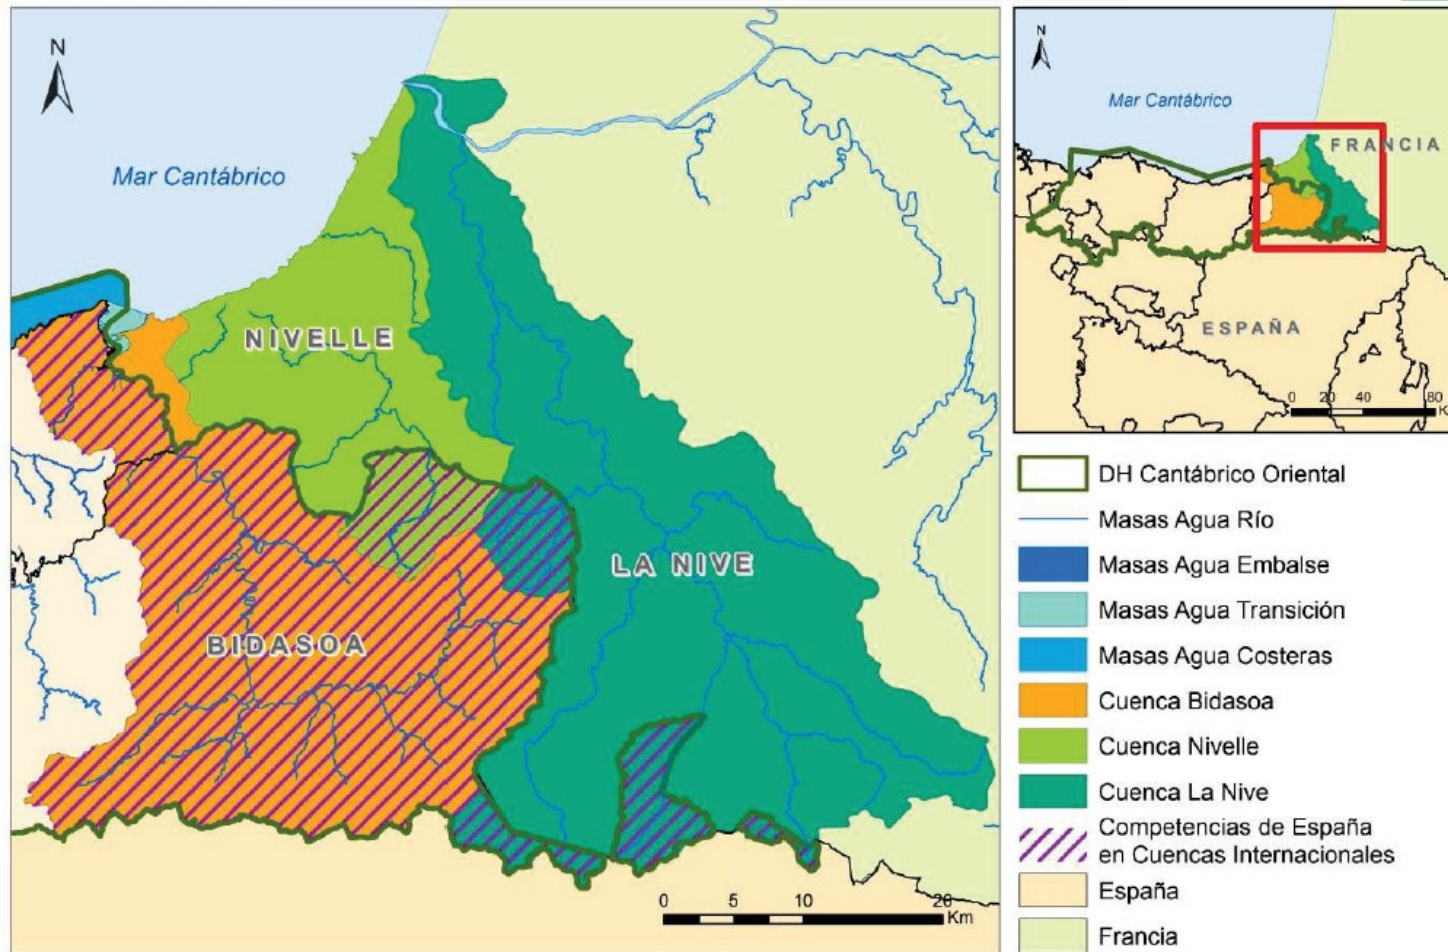 N
Mar Cantábrico
NIVELLE
LA NIVE
BIDASOA
0 5 10 20
Km
N
Mar Cantábrico
FRANCIA
ESPAÑA
0 20 40 80
K
DH Cantábrico Oriental
Masas Agua Río
Masas Agua Embalse
Masas Agua Transición
Masas Agua Costeras
Cuenca Bidasoa
Cuenca Nivelle
Cuenca La Nive
Competencias de España
en Cuencas Internacionales
España
Francia